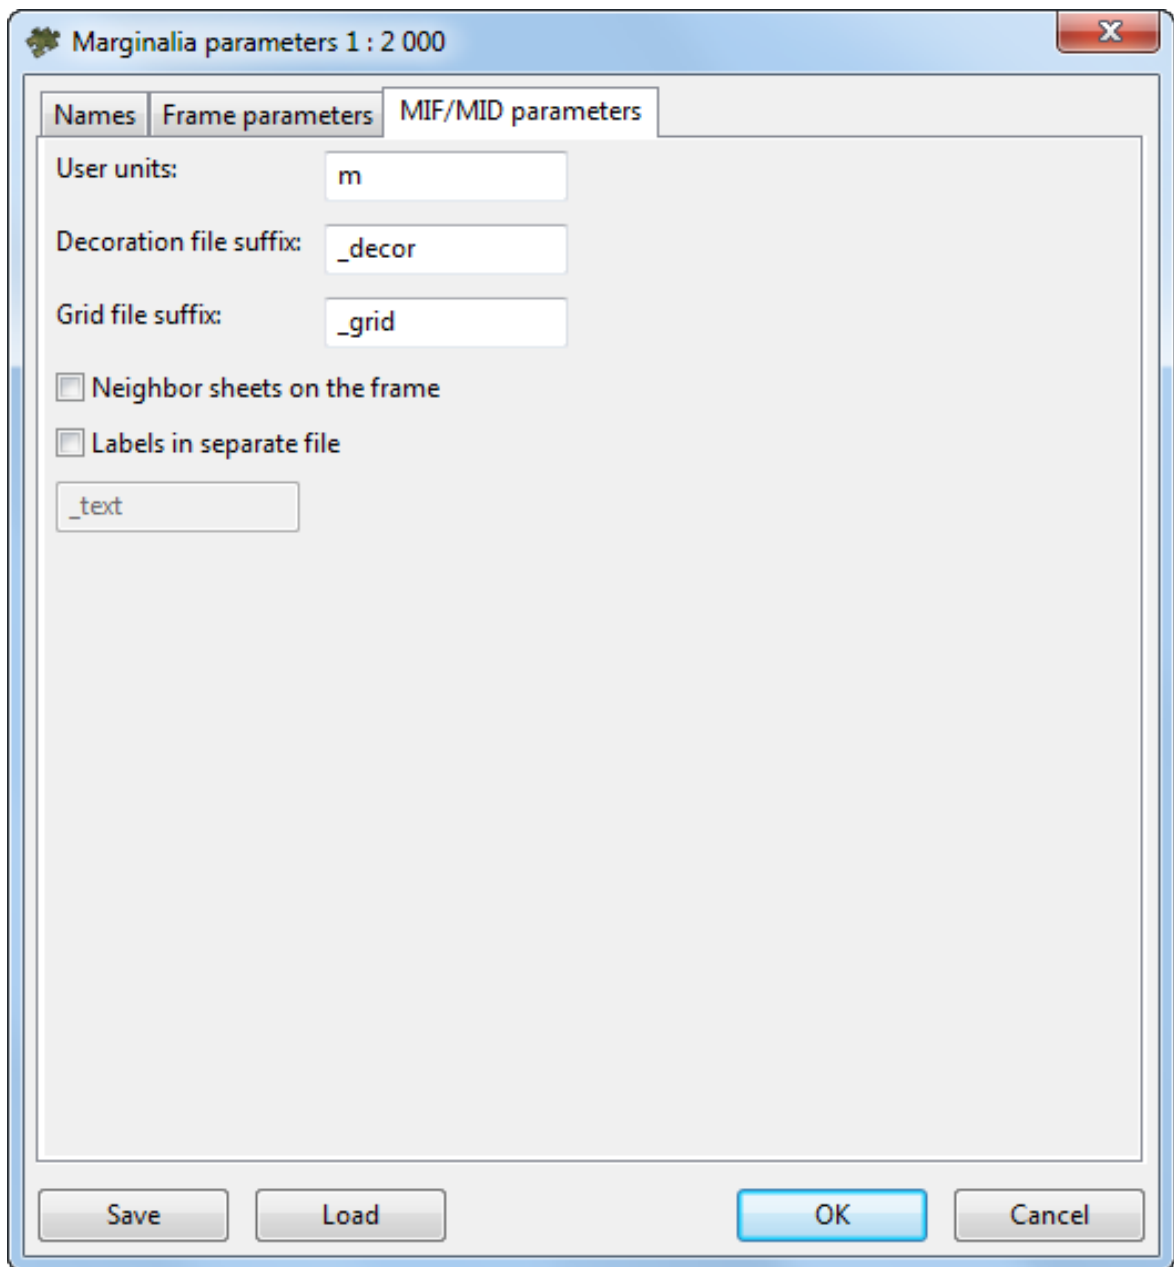 Marginalia parameters 1 : 2 000
Names Frame parameters MIF/MID parameters
User units: m
Decoration file suffix: _decor
Grid file suffix: _grid
Neighbor sheets on the frame
Labels in separate file
_text
Save Load OK Cancel